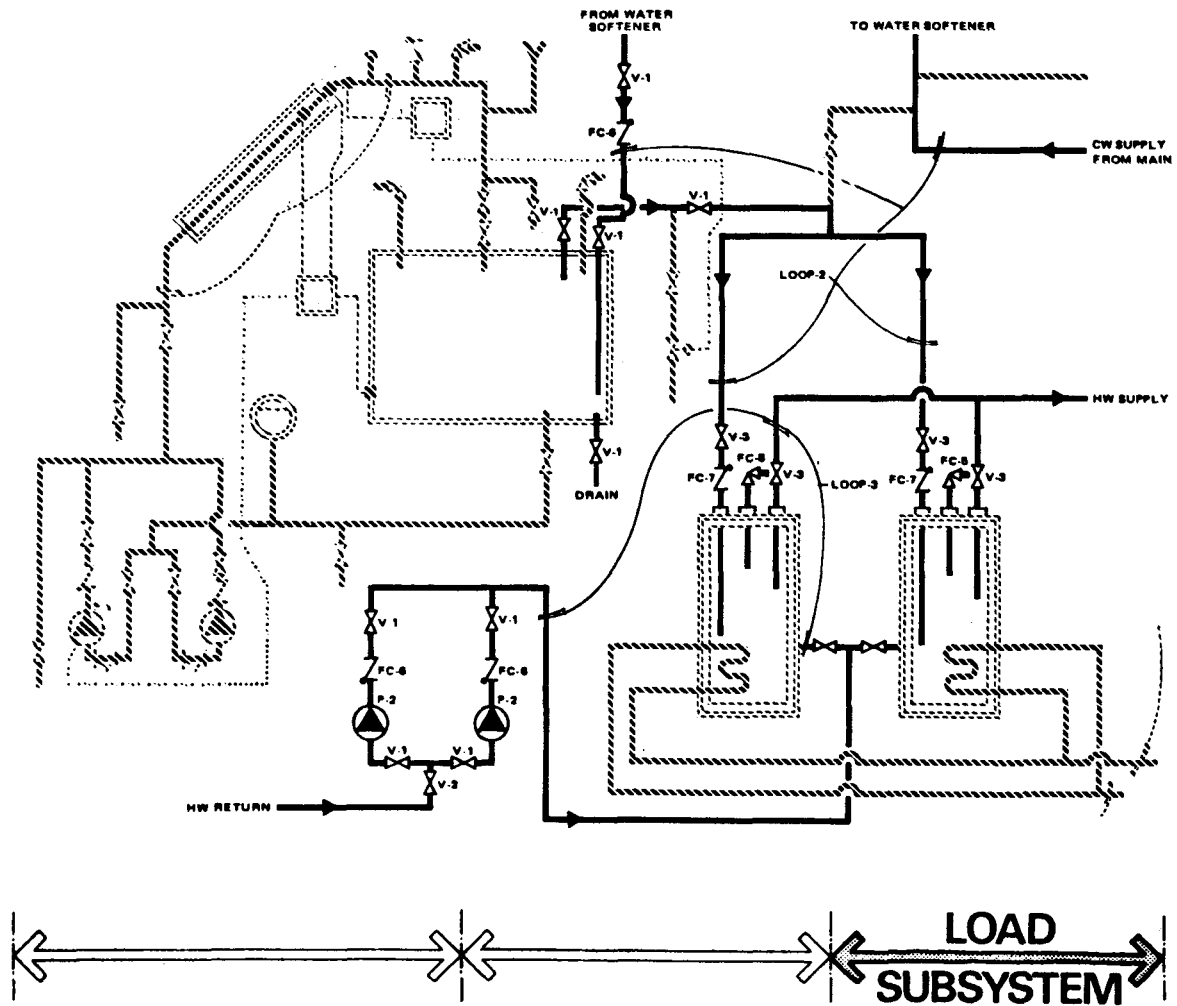 FROM WATER
SOFTENER
TO WATER SOFTENER
V-1
FC-6
CW SUPPLY
FROM MAIN
V-1
V-1
V-1
LOOP-2
HW SUPPLY
V-3
FC-8
V-3
FC-7
LOOP-3
V-3
FC-8
V-3
FC-7
V-1
DRAIN
V-1
V-1
FC-6
FC-6
P-2
P-2
V-1
V-1
V-2
HW RETURN
LOAD
SUBSYSTEM